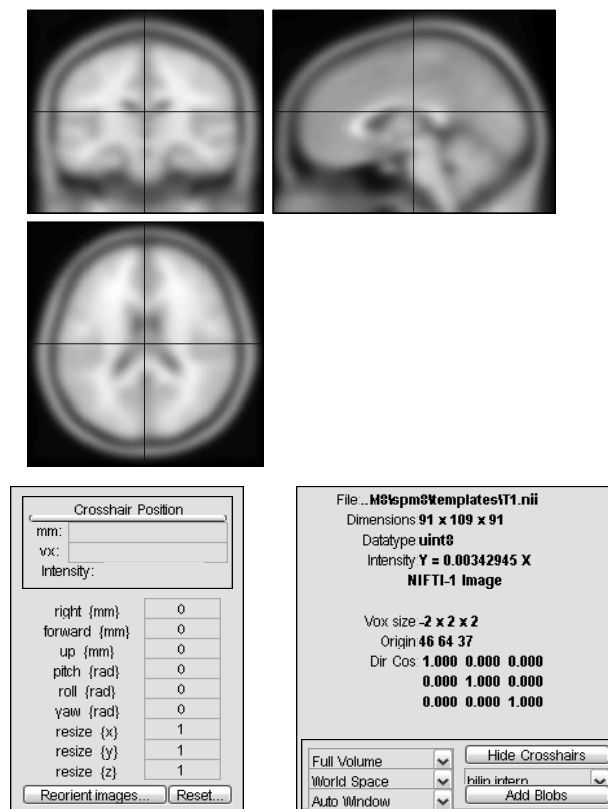 Crosshair Position
mm:
vx:
Intensity:
right {mm} 0
forward {mm} 0
up {mm} 0
pitch {rad} 0
roll {rad} 0
yaw {rad} 0
resize {x} 1
resize {y} 1
resize {z} 1
Reorient images... Reset...
File: ..M8\spm8\templates\T1.nii
Dimensions: 91 x 109 x 91
Datatype: uint8
Intensity: Y = 0.00342945 X
NIFTI-1 Image
Vox size: -2 x 2 x 2
Origin: 46 64 37
Dir Cos: 1.000 0.000 0.000
0.000 1.000 0.000
0.000 0.000 1.000
Full Volume Hide Crosshairs
World Space bilin intern
Auto Window Add Blobs